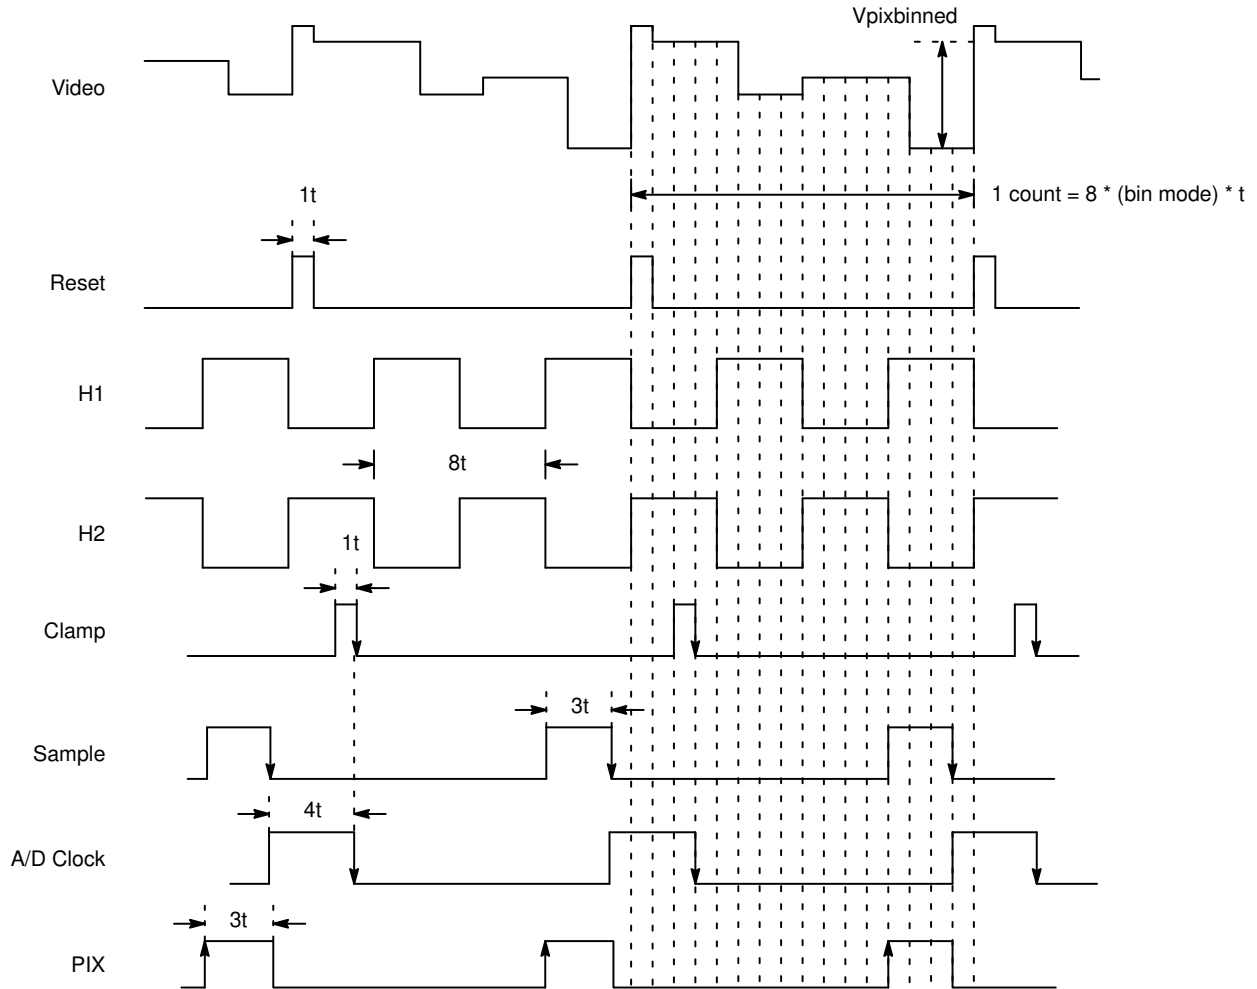 Vpixbinned
Video
1t
1 count = 8 * (bin mode) * t
Reset
H1
8t
H2
1t
Clamp
3t
Sample
4t
A/D Clock
3t
PIX